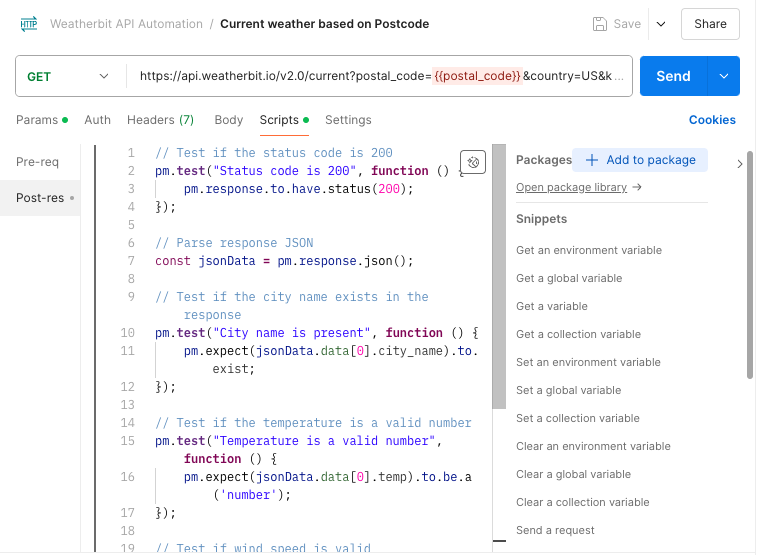 HTTP
Weatherbit API Automation / Current weather based on Postcode
Save
Share
GET
https://api.weatherbit.io/v2.0/current?postal_code={{postal_code}}&country=US&k...
Send
Params
Auth
Headers (7)
Body
Scripts
Settings
Cookies
Pre-req
Post-res
1 // Test if the status code is 200
2 pm.test("Status code is 200", function () {
3 pm.response.to.have.status(200);
4 });
5
6 // Parse response JSON
7 const jsonData = pm.response.json();
8
9 // Test if the city name exists in the
response
10 pm.test("City name is present", function () {
11 pm.expect(jsonData.data[0].city_name).to.
exist;
12 });
13
14 // Test if the temperature is a valid number
15 pm.test("Temperature is a valid number",
function () {
16 pm.expect(jsonData.data[0].temp).to.be.a
('number');
17 });
18
19 // Test if wind speed is valid
Packages
+ Add to package
Open package library →
Snippets
Get an environment variable
Get a global variable
Get a variable
Get a collection variable
Set an environment variable
Set a global variable
Set a collection variable
Clear an environment variable
Clear a global variable
Clear a collection variable
Send a request